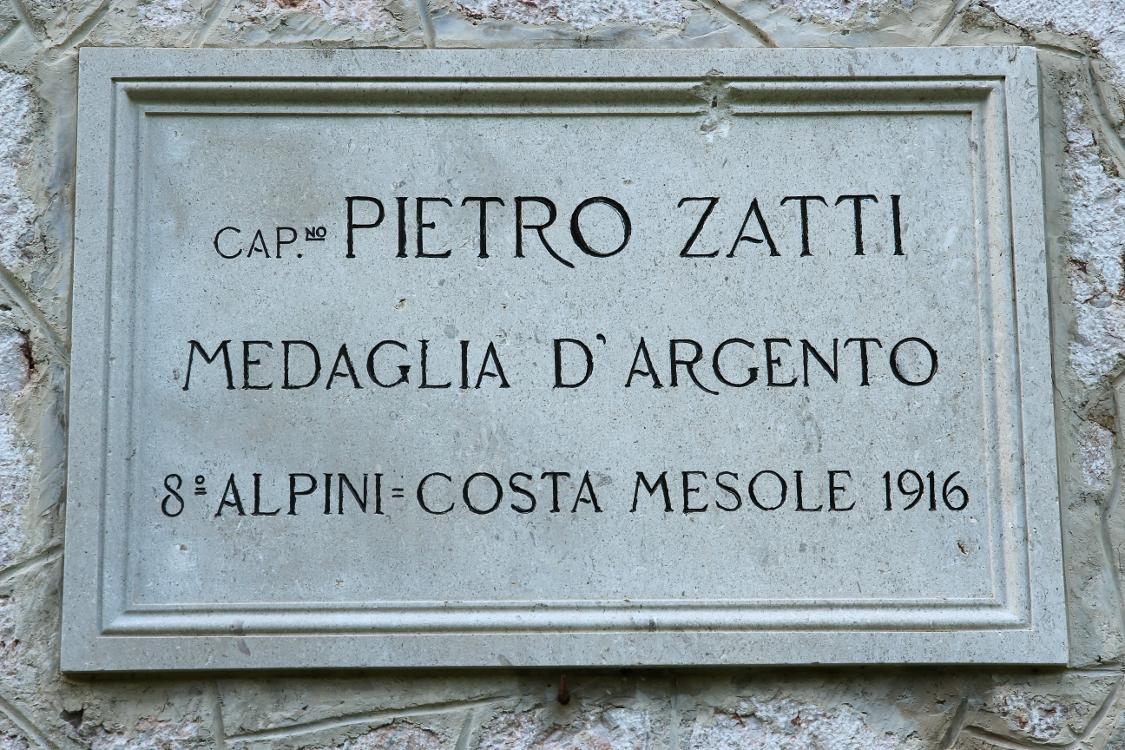 CAP.NO PIETRO ZATTI
MEDAGLIA D'ARGENTO
8º ALPINI = COSTA MESOLE 1916